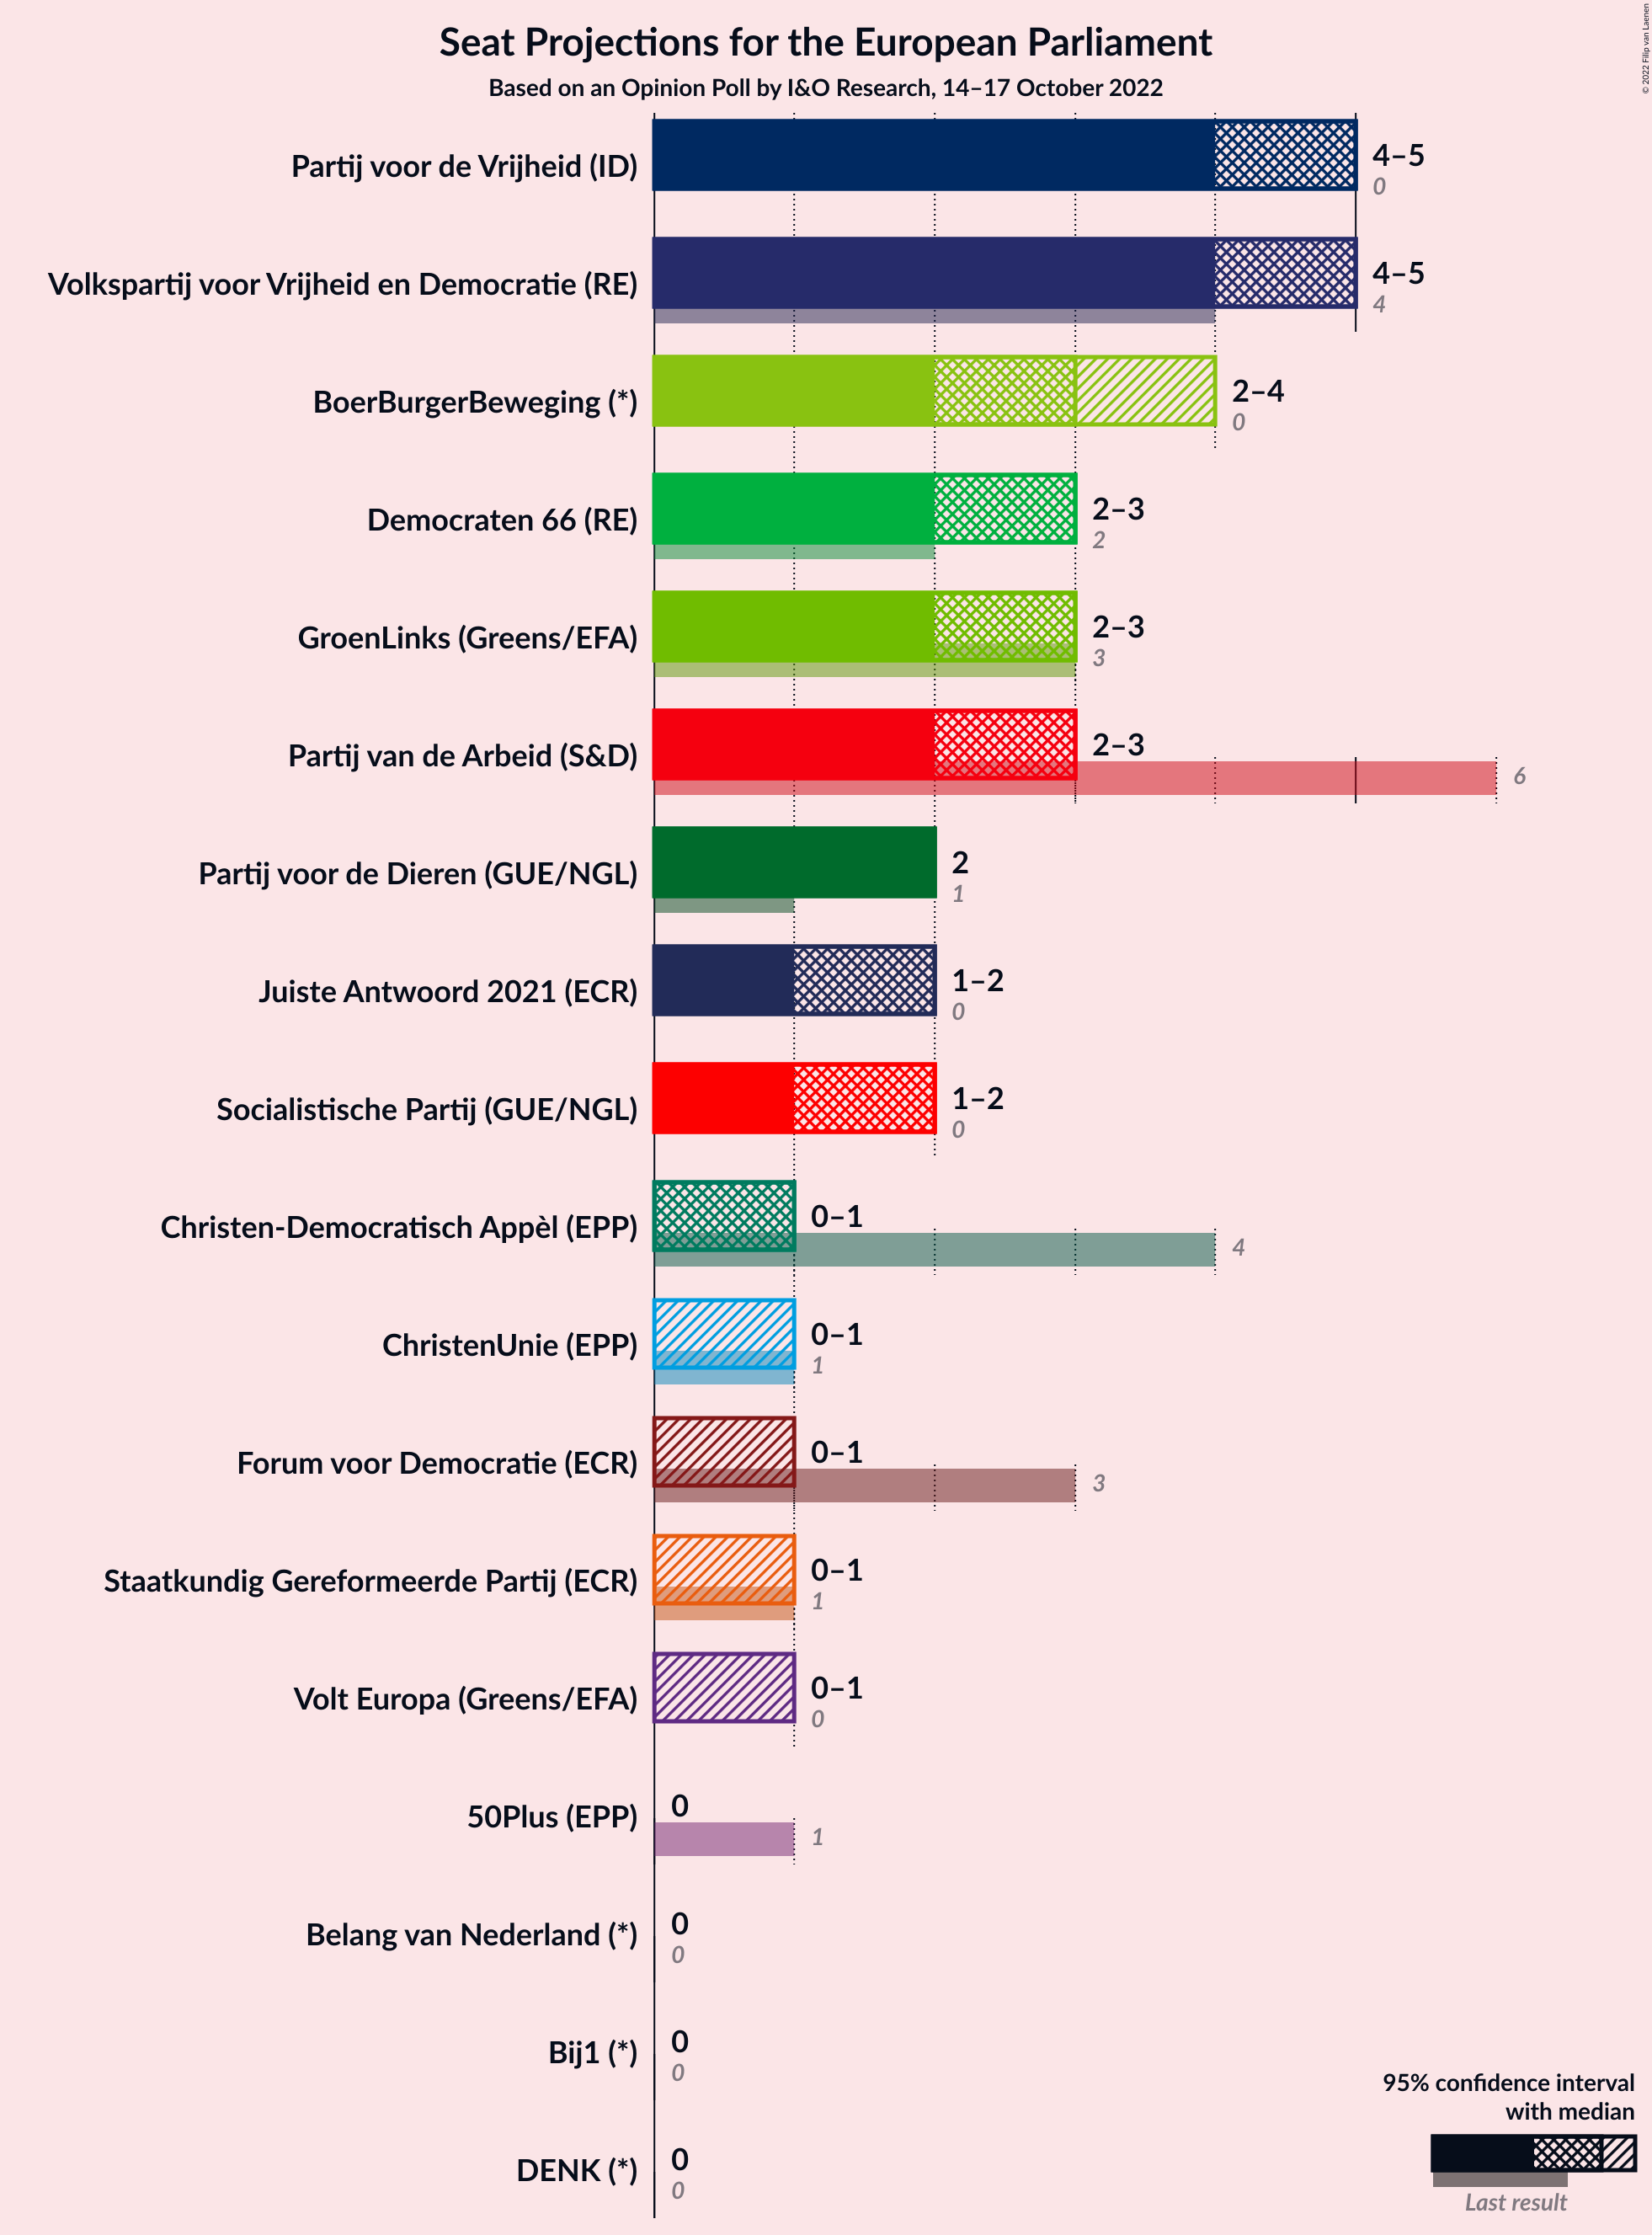 Seat Projections for the European Parliament
Based on an Opinion Poll by I&O Research, 14–17 October 2022
© 2022 Filip van Laenen
Partij voor de Vrijheid (ID)
4–5
0
Volkspartij voor Vrijheid en Democratie (RE)
4–5
4
BoerBurgerBeweging (*)
2–4
0
Democraten 66 (RE)
2–3
2
GroenLinks (Greens/EFA)
2–3
3
Partij van de Arbeid (S&D)
2–3
6
Partij voor de Dieren (GUE/NGL)
2
1
Juiste Antwoord 2021 (ECR)
1–2
0
Socialistische Partij (GUE/NGL)
1–2
0
Christen-Democratisch Appèl (EPP)
0–1
4
ChristenUnie (EPP)
0–1
1
Forum voor Democratie (ECR)
0–1
3
Staatkundig Gereformeerde Partij (ECR)
0–1
1
Volt Europa (Greens/EFA)
0–1
0
50Plus (EPP)
0
1
Belang van Nederland (*)
0
0
Bij1 (*)
0
0
DENK (*)
0
0
95% confidence interval
with median
Last result